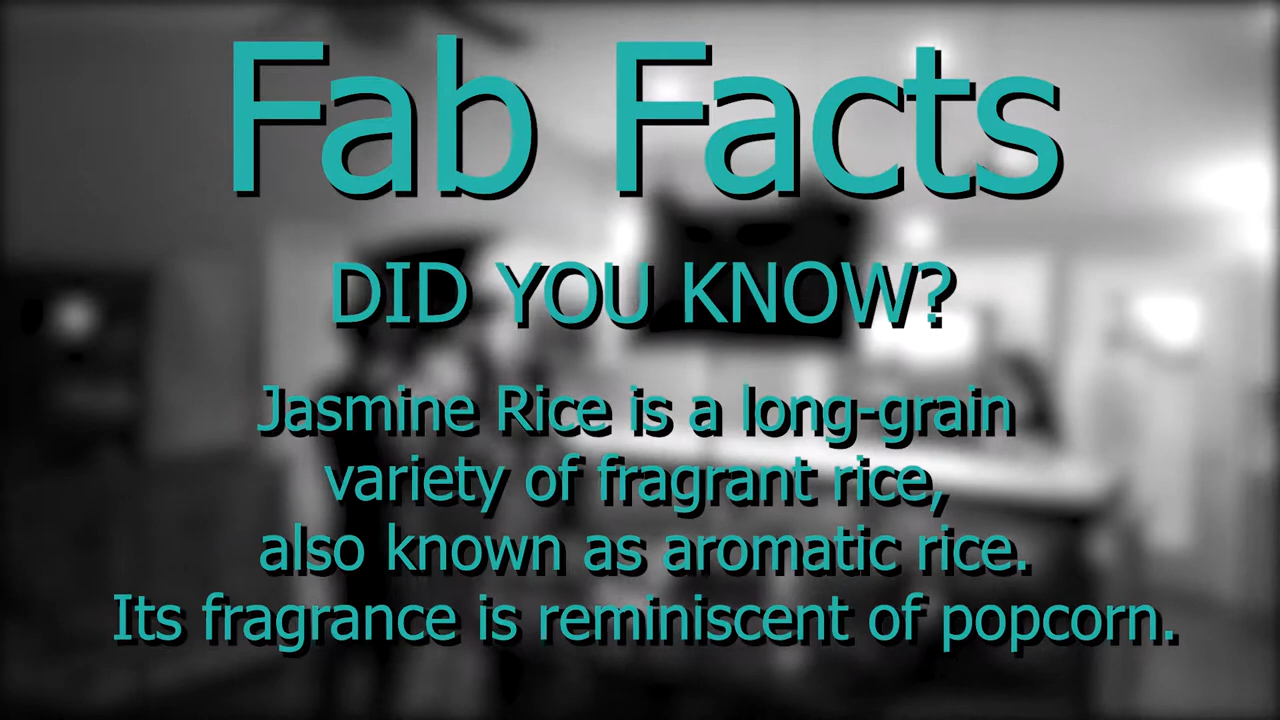 Fab Facts
DID YOU KNOW?
Jasmine Rice is a long-grain
variety of fragrant rice,
also known as aromatic rice.
Its fragrance is reminiscent of popcorn.